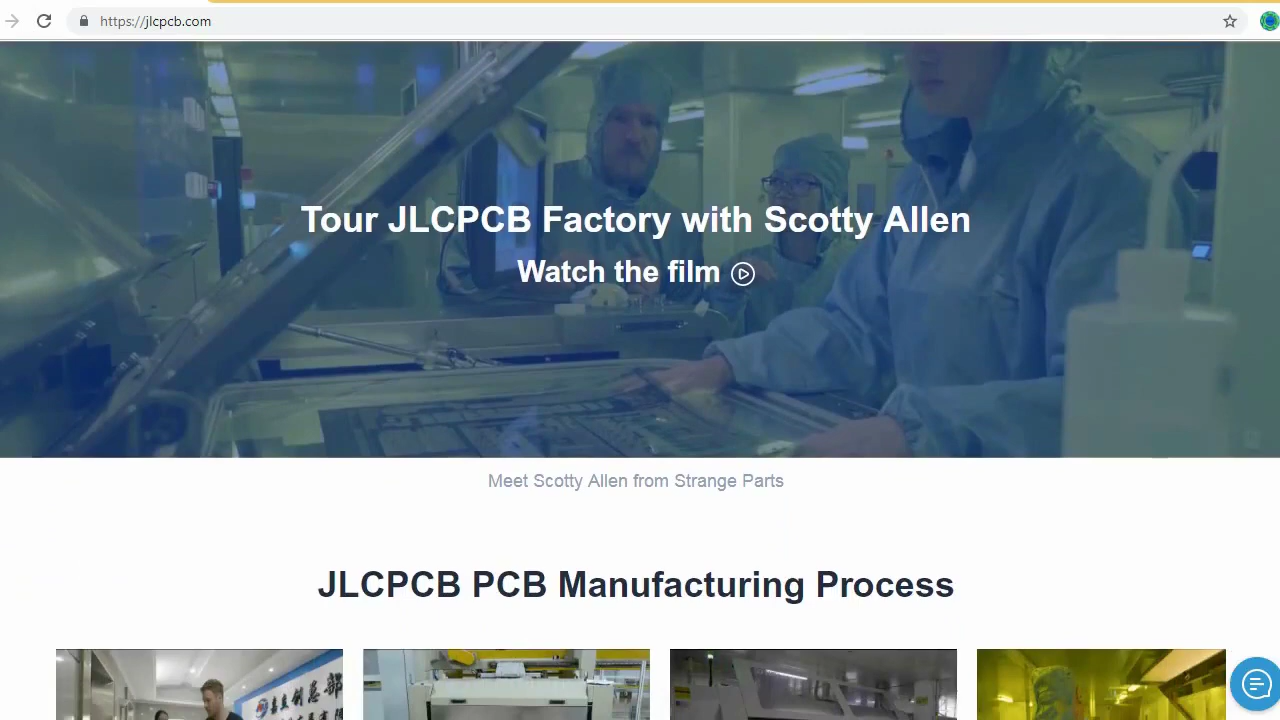 https://jlcpcb.com
Tour JLCPCB Factory with Scotty Allen
Watch the film
Meet Scotty Allen from Strange Parts
JLCPCB PCB Manufacturing Process